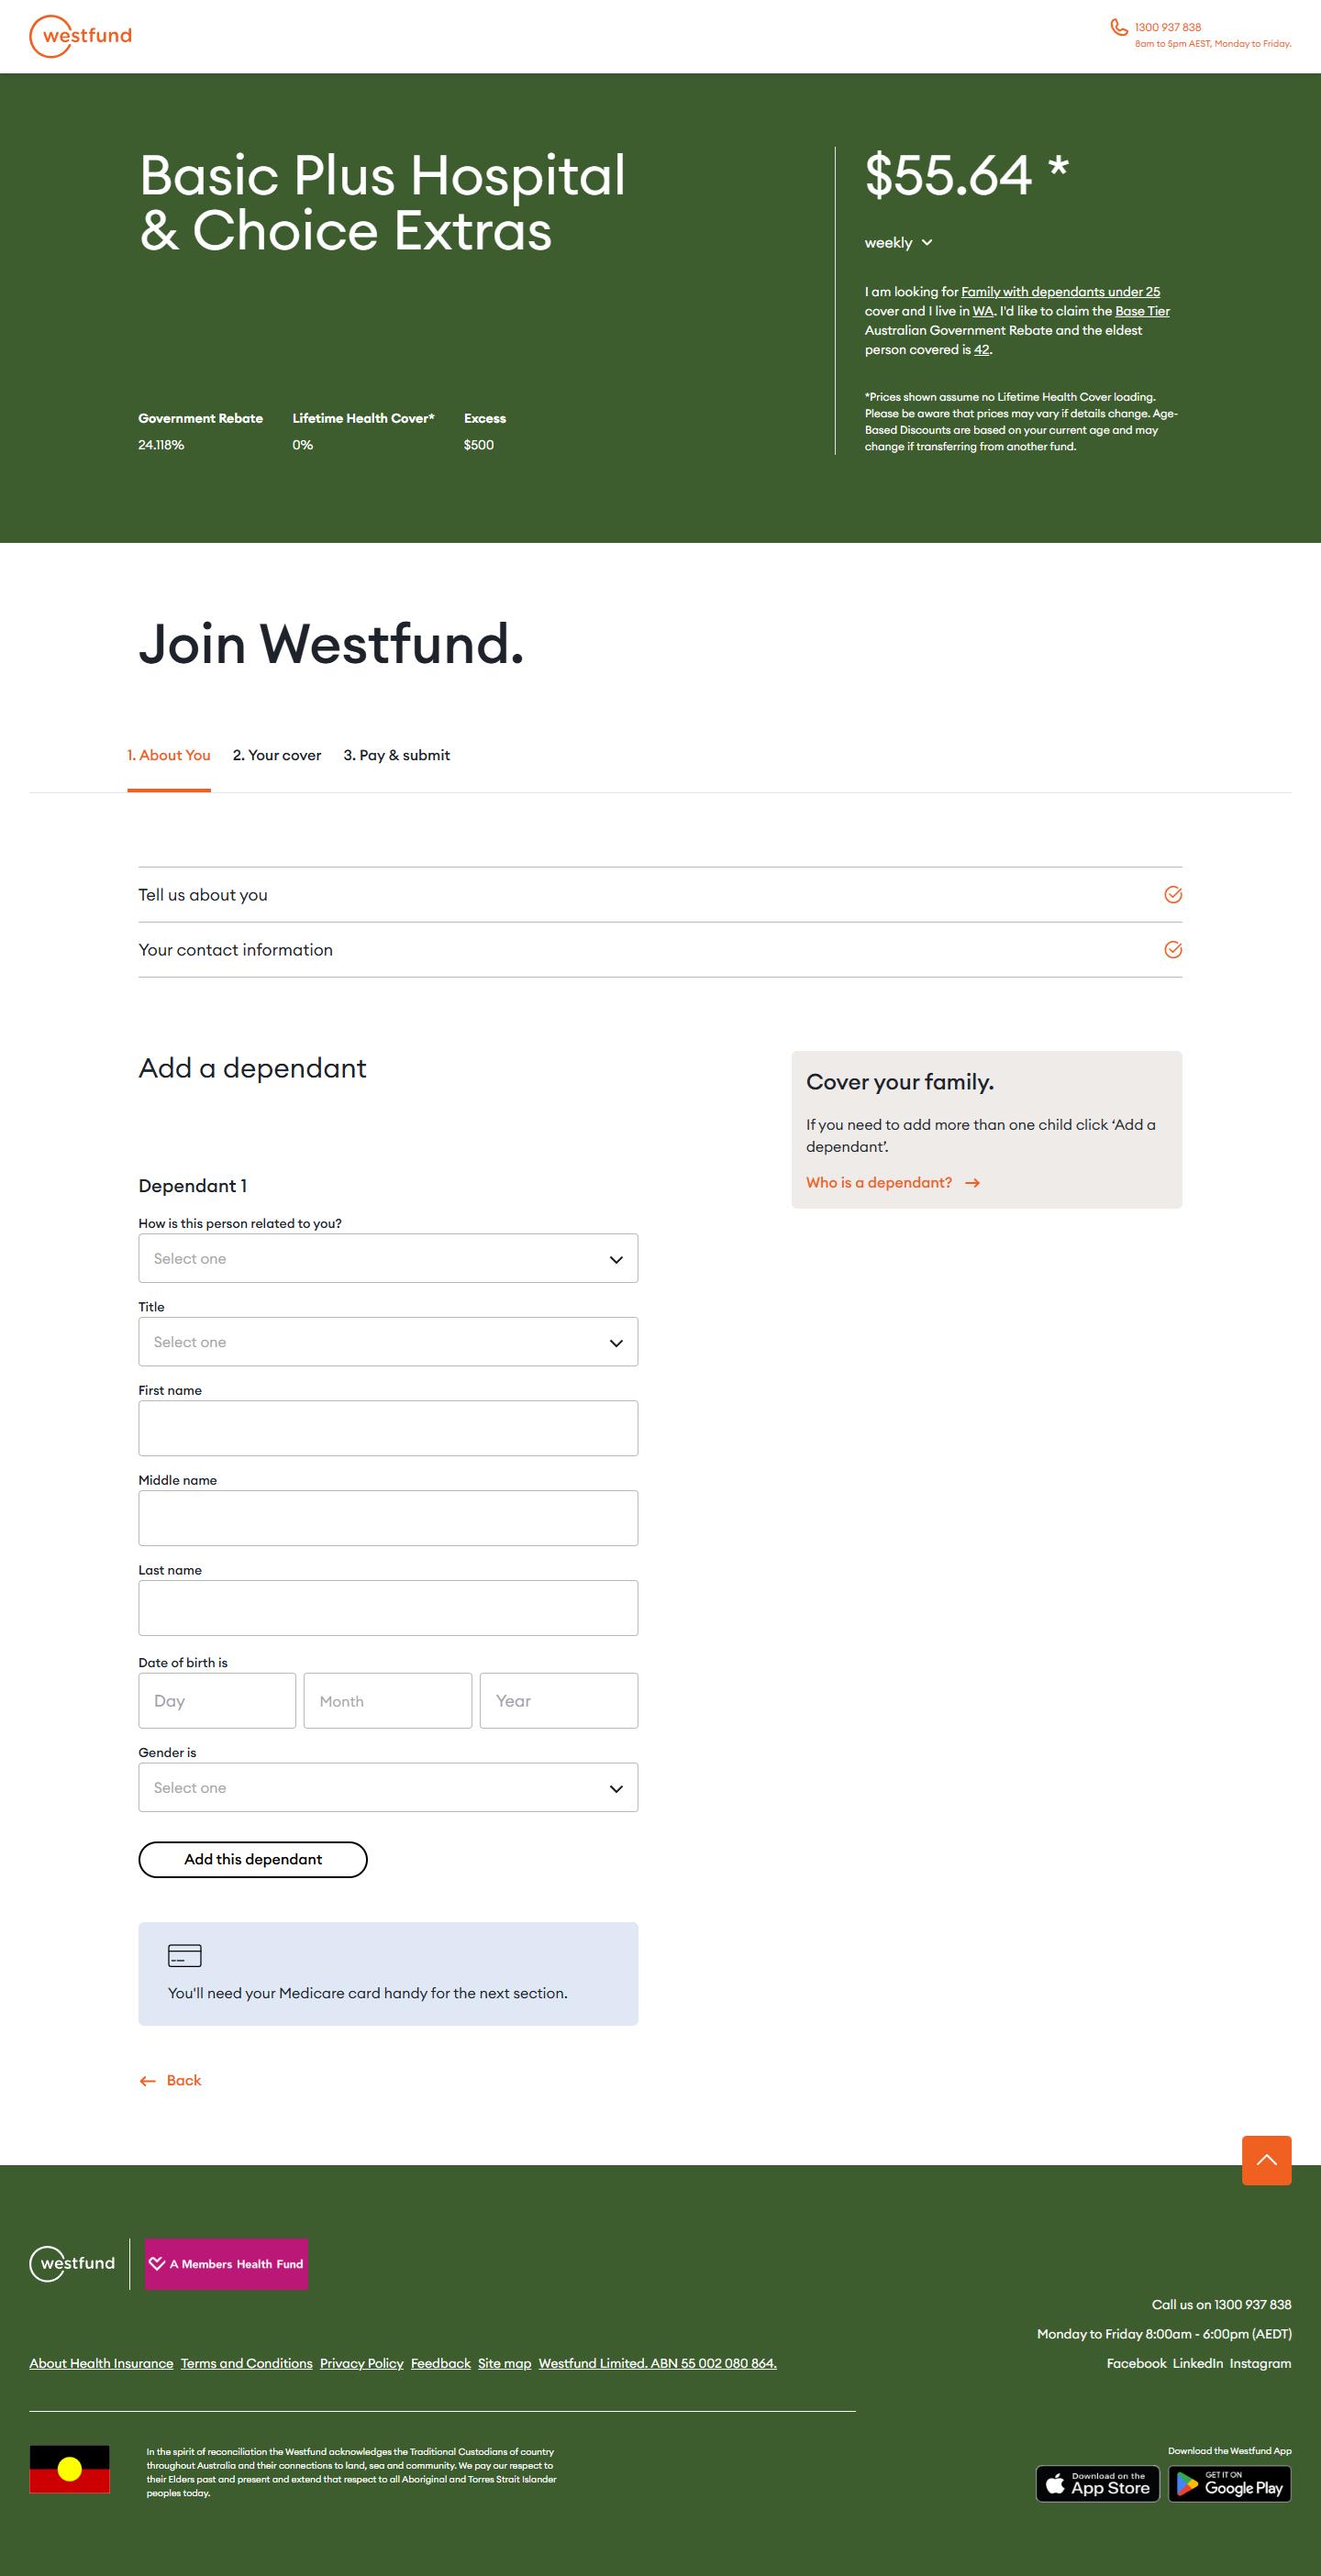 westfund
1300 937 838
8am to 5pm AEST, Monday to Friday.
Basic Plus Hospital
& Choice Extras
$55.64 *
weekly
I am looking for Family with dependants under 25
cover and I live in WA. I'd like to claim the Base Tier
Australian Government Rebate and the eldest
person covered is 42.
*Prices shown assume no Lifetime Health Cover loading.
Please be aware that prices may vary if details change. Age-
Based Discounts are based on your current age and may
change if transferring from another fund.
Government Rebate Lifetime Health Cover* Excess
24.118% 0% $500
Join Westfund.
1. About You 2. Your cover 3. Pay & submit
Tell us about you
Your contact information
Add a dependant
Cover your family.
If you need to add more than one child click ‘Add a
dependant’.
Who is a dependant?
Dependant 1
How is this person related to you?
Select one
Title
Select one
First name
Middle name
Last name
Date of birth is
Day Month Year
Gender is
Select one
Add this dependant
You'll need your Medicare card handy for the next section.
Back
westfund
A Members Health Fund
Call us on 1300 937 838
Monday to Friday 8:00am - 6:00pm (AEDT)
About Health Insurance Terms and Conditions Privacy Policy Feedback Site map Westfund Limited. ABN 55 002 080 864.
Facebook LinkedIn Instagram
In the spirit of reconciliation the Westfund acknowledges the Traditional Custodians of country
throughout Australia and their connections to land, sea and community. We pay our respect to
their Elders past and present and extend that respect to all Aboriginal and Torres Strait Islander
peoples today.
Download the Westfund App
Download on the
App Store
GET IT ON
Google Play